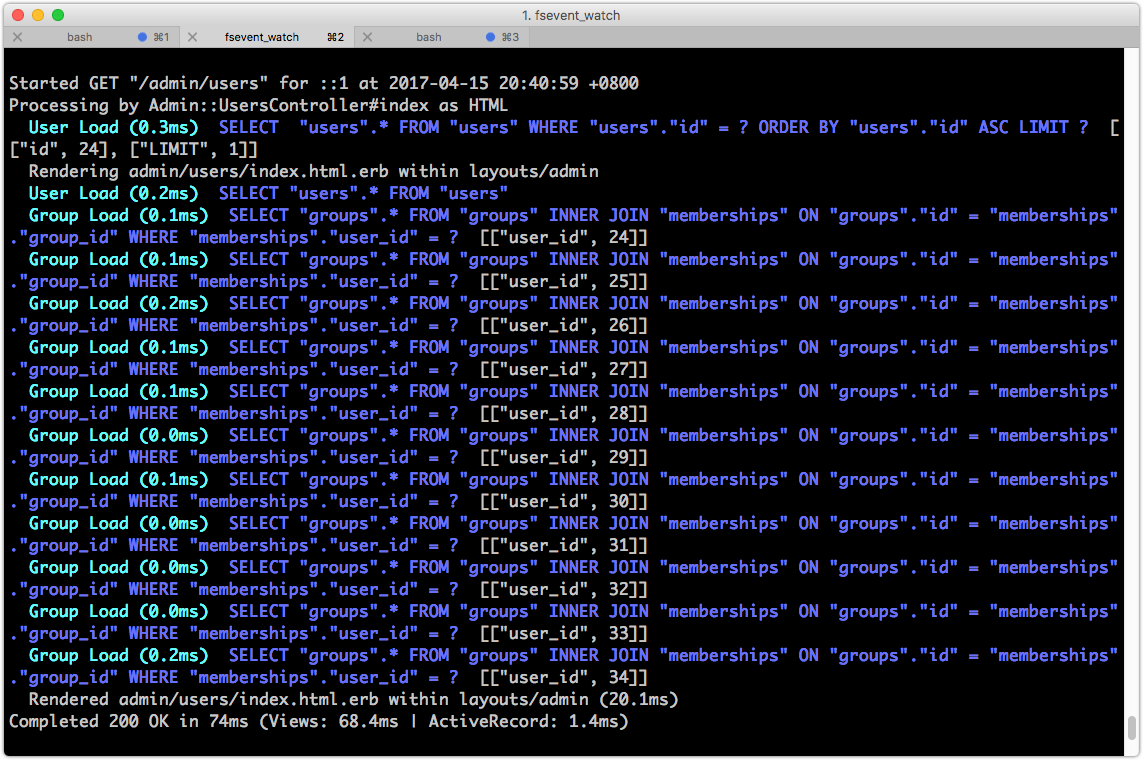 1. fsevent_watch
bash ⌘1 fsevent_watch ⌘2 bash ⌘3
Started GET "/admin/users" for ::1 at 2017-04-15 20:40:59 +0800
Processing by Admin::UsersController#index as HTML
User Load (0.3ms)  SELECT  "users".* FROM "users" WHERE "users"."id" = ? ORDER BY "users"."id" ASC LIMIT ?  [
["id", 24], ["LIMIT", 1]]
Rendering admin/users/index.html.erb within layouts/admin
User Load (0.2ms)  SELECT "users".* FROM "users"
Group Load (0.1ms)  SELECT "groups".* FROM "groups" INNER JOIN "memberships" ON "groups"."id" = "memberships"
."group_id" WHERE "memberships"."user_id" = ?  [["user_id", 24]]
Group Load (0.1ms)  SELECT "groups".* FROM "groups" INNER JOIN "memberships" ON "groups"."id" = "memberships"
."group_id" WHERE "memberships"."user_id" = ?  [["user_id", 25]]
Group Load (0.2ms)  SELECT "groups".* FROM "groups" INNER JOIN "memberships" ON "groups"."id" = "memberships"
."group_id" WHERE "memberships"."user_id" = ?  [["user_id", 26]]
Group Load (0.1ms)  SELECT "groups".* FROM "groups" INNER JOIN "memberships" ON "groups"."id" = "memberships"
."group_id" WHERE "memberships"."user_id" = ?  [["user_id", 27]]
Group Load (0.1ms)  SELECT "groups".* FROM "groups" INNER JOIN "memberships" ON "groups"."id" = "memberships"
."group_id" WHERE "memberships"."user_id" = ?  [["user_id", 28]]
Group Load (0.0ms)  SELECT "groups".* FROM "groups" INNER JOIN "memberships" ON "groups"."id" = "memberships"
."group_id" WHERE "memberships"."user_id" = ?  [["user_id", 29]]
Group Load (0.1ms)  SELECT "groups".* FROM "groups" INNER JOIN "memberships" ON "groups"."id" = "memberships"
."group_id" WHERE "memberships"."user_id" = ?  [["user_id", 30]]
Group Load (0.0ms)  SELECT "groups".* FROM "groups" INNER JOIN "memberships" ON "groups"."id" = "memberships"
."group_id" WHERE "memberships"."user_id" = ?  [["user_id", 31]]
Group Load (0.0ms)  SELECT "groups".* FROM "groups" INNER JOIN "memberships" ON "groups"."id" = "memberships"
."group_id" WHERE "memberships"."user_id" = ?  [["user_id", 32]]
Group Load (0.0ms)  SELECT "groups".* FROM "groups" INNER JOIN "memberships" ON "groups"."id" = "memberships"
."group_id" WHERE "memberships"."user_id" = ?  [["user_id", 33]]
Group Load (0.2ms)  SELECT "groups".* FROM "groups" INNER JOIN "memberships" ON "groups"."id" = "memberships"
."group_id" WHERE "memberships"."user_id" = ?  [["user_id", 34]]
Rendered admin/users/index.html.erb within layouts/admin (20.1ms)
Completed 200 OK in 74ms (Views: 68.4ms | ActiveRecord: 1.4ms)